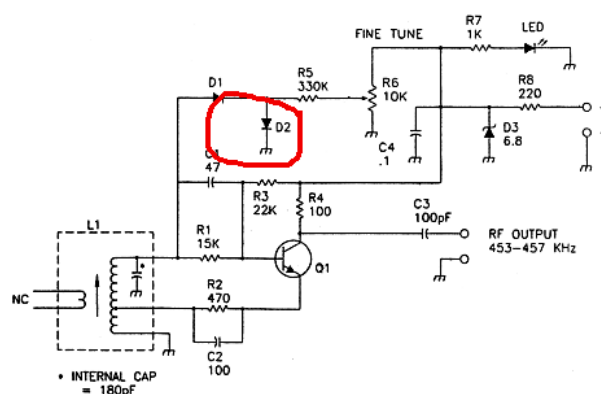 R7
1K
LED
FINE TUNE
D1
R5
330K
R6
10K
R8
220
D2
C4
.1
D3
6.8
C1
47
R3
22K
R4
100
C3
100pF
L1
R1
15K
RF OUTPUT
453-457 KHz
Q1
NC
R2
470
C2
100
* INTERNAL CAP
= 180pF